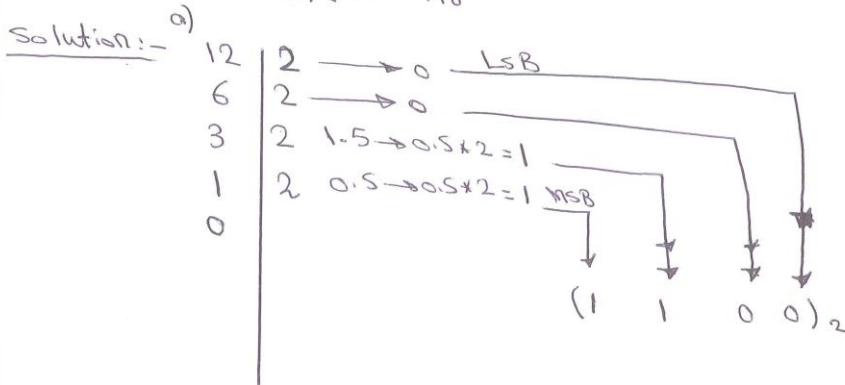 Solution:- a)
12 2 → 0 LSB
6 2 → 0
3 2 1.5→0.5*2=1
1 2 0.5→0.5*2=1 MSB
0
(1 1 0 0)2